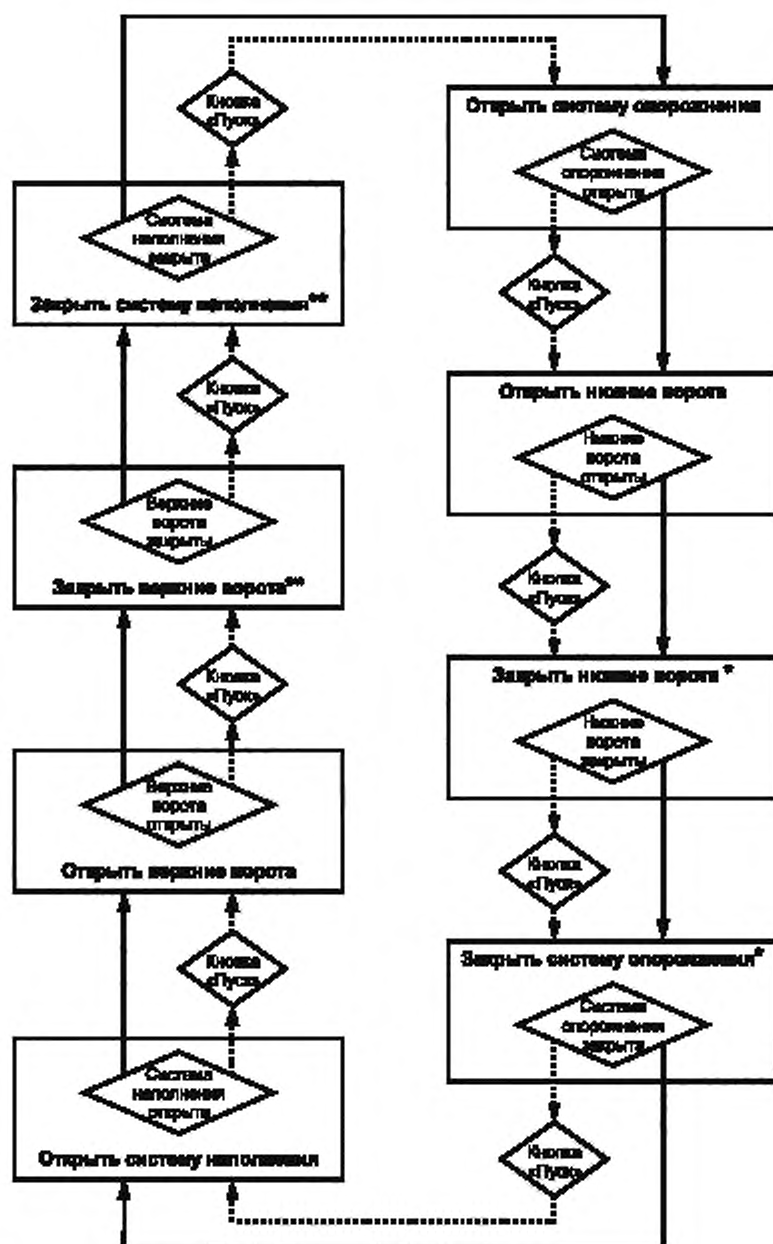 Кнопка
«Пуск»
Система
наполнения
закрыта
Закрыть систему наполнения**
Кнопка
«Пуск»
Верхние
ворота
закрыты
Закрыть верхние ворота**
Кнопка
«Пуск»
Верхние
ворота
открыты
Открыть верхние ворота
Кнопка
«Пуск»
Система
наполнения
открыта
Открыть систему наполнения
Открыть систему опорожнения
Система
опорожнения
открыта
Кнопка
«Пуск»
Открыть нижние ворота
Нижние
ворота
открыты
Кнопка
«Пуск»
Закрыть нижние ворота *
Нижние
ворота
закрыты
Кнопка
«Пуск»
Закрыть систему опорожнения*
Система
опорожнения
закрыта
Кнопка
«Пуск»